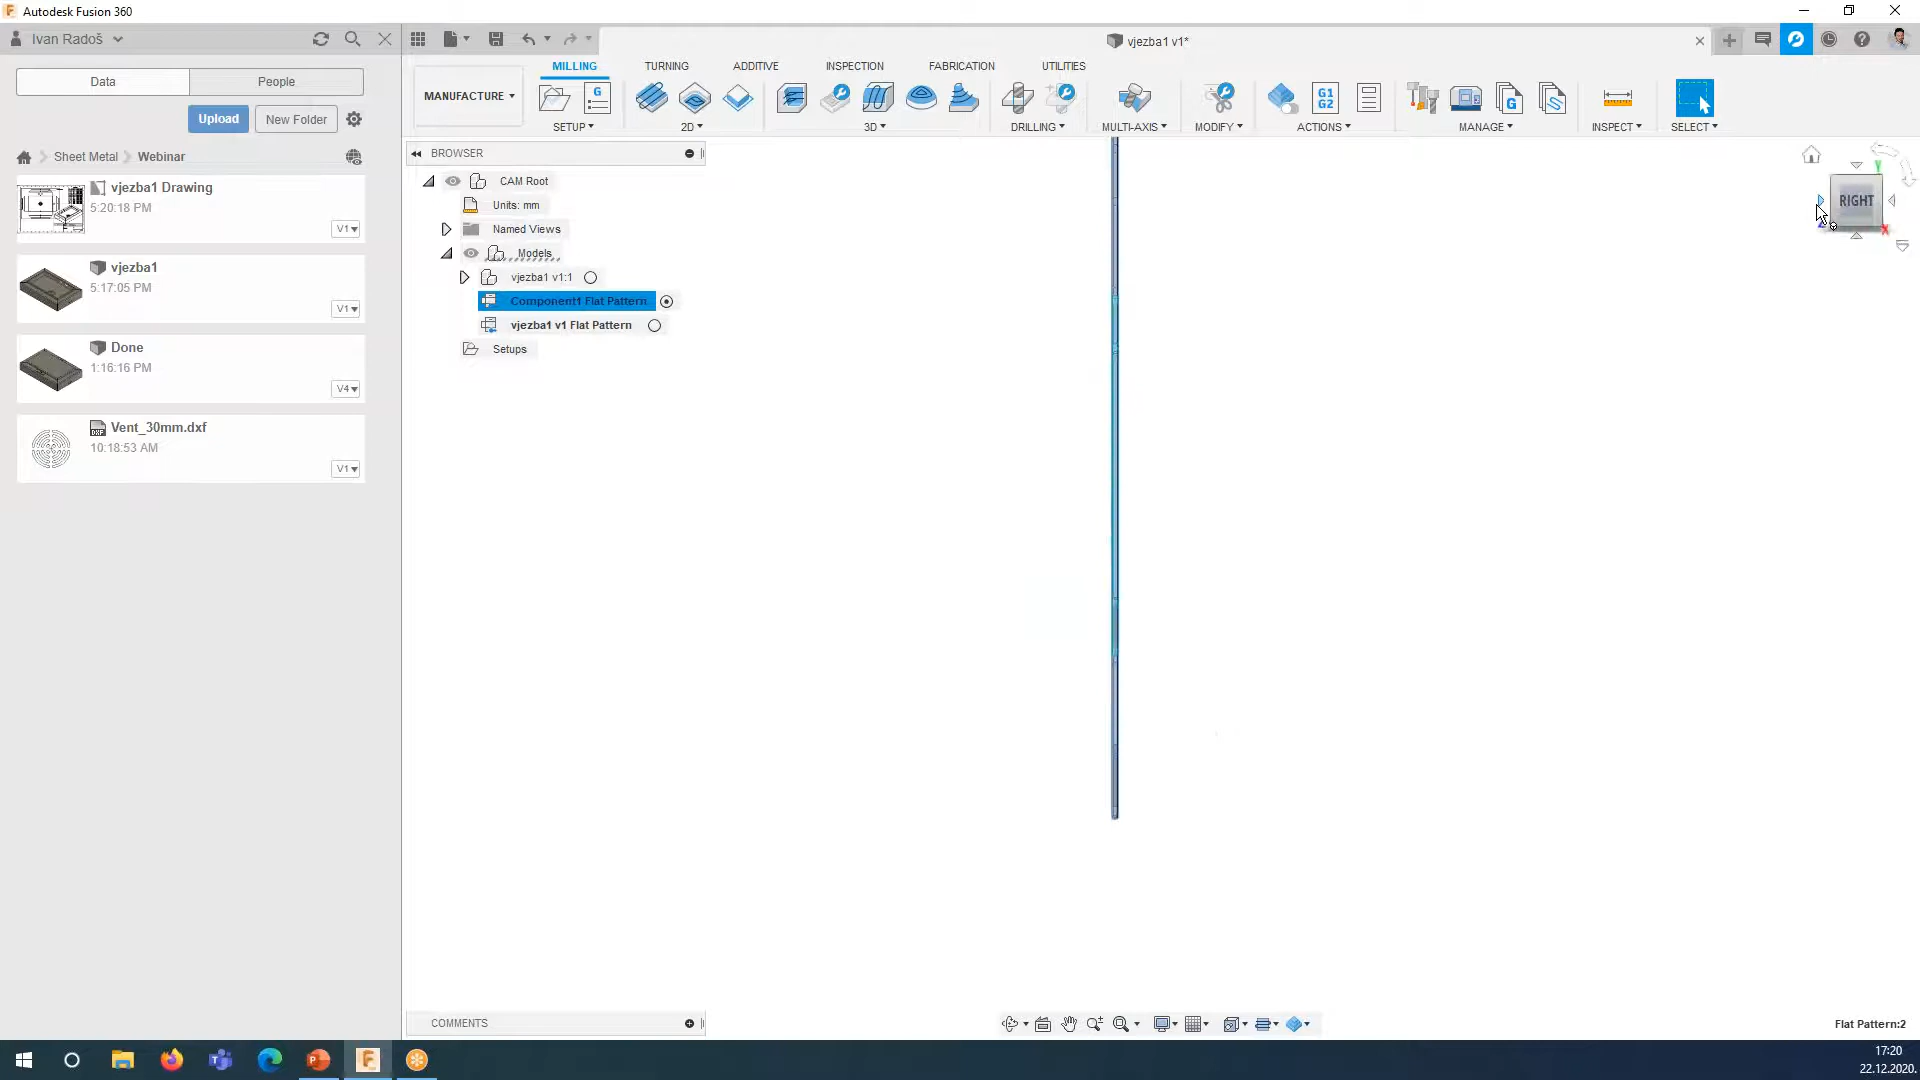 Autodesk Fusion 360
Ivan Radoš
vjezba1 v1*
Data People
Upload New Folder
Sheet Metal Webinar
vjezba1 Drawing
5:20:18 PM
V1
vjezba1
5:17:05 PM
V1
Done
1:16:16 PM
V4
Vent_30mm.dxf
10:18:53 AM
V1
MILLING TURNING ADDITIVE INSPECTION FABRICATION UTILITIES
MANUFACTURE
G
G1
G2
G
SETUP 2D 3D DRILLING MULTI-AXIS MODIFY ACTIONS MANAGE INSPECT SELECT
BROWSER
CAM Root
Units: mm
Named Views
Models
vjezba1 v1:1
Component1 Flat Pattern
vjezba1 v1 Flat Pattern
Setups
Y
RIGHT
X
COMMENTS
Flat Pattern:2
17:20
22.12.2020.